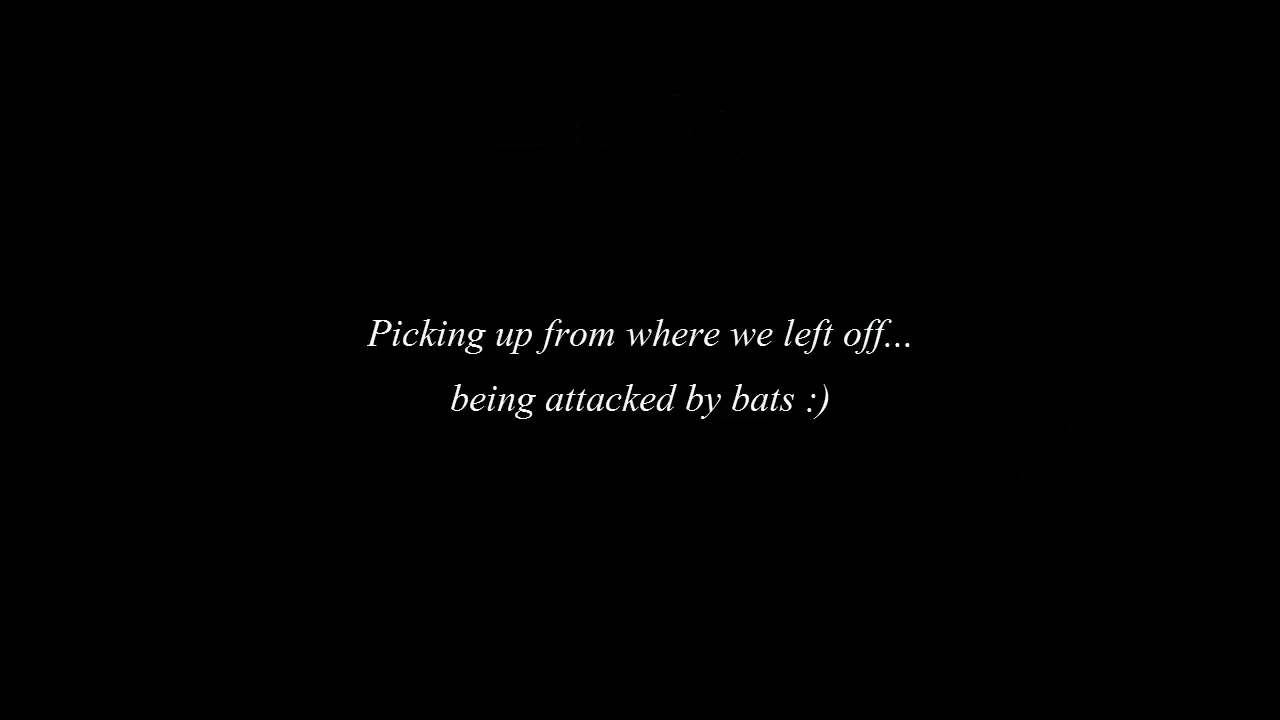 Picking up from where we left off...
being attacked by bats :)